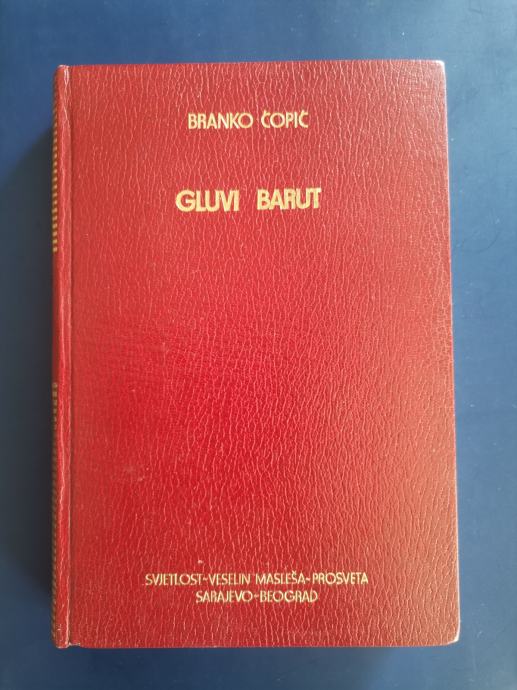 BRANKO ĆOPIĆ
GLUVI BARUT
SVJETLOST-VESELIN MASLEŠA-PROSVETA
SARAJEVO-BEOGRAD